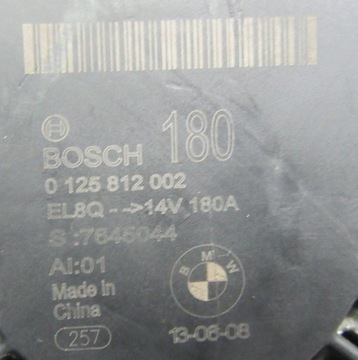 BOSCH 180
0 125 812 002
EL8Q -->14V 180A
S :7645044
AI:01
Made in
China
BMW
257
13-06-08